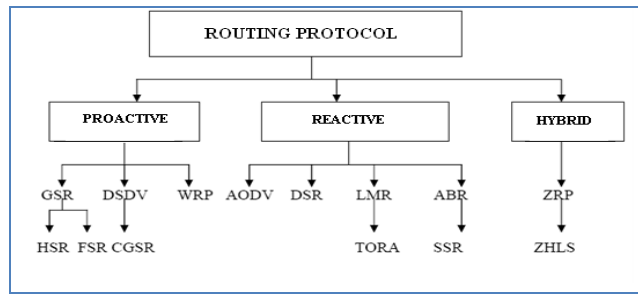 ROUTING PROTOCOL
PROACTIVE REACTIVE HYBRID
GSR DSDV WRP AODV DSR LMR ABR ZRP
HSR FSR CGSR TORA SSR ZHLS